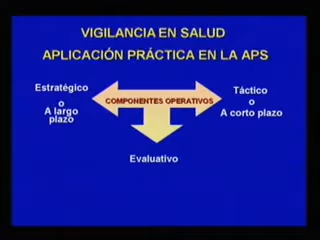 VIGILANCIA EN SALUD
APLICACIÓN PRÁCTICA EN LA APS
Estratégico
o
A largo
plazo
COMPONENTES OPERATIVOS
Táctico
o
A corto plazo
Evaluativo